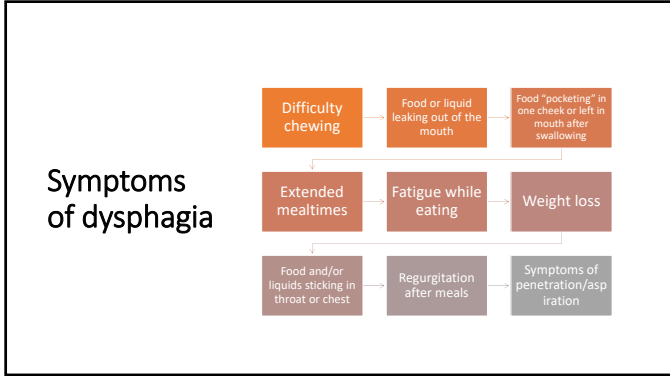 Symptoms
of dysphagia
Difficulty
chewing
Food or liquid
leaking out of the
mouth
Food “pocketing” in
one cheek or left in
mouth after
swallowing
Extended
mealtimes
Fatigue while
eating
Weight loss
Food and/or
liquids sticking in
throat or chest
Regurgitation
after meals
Symptoms of
penetration/asp
iration